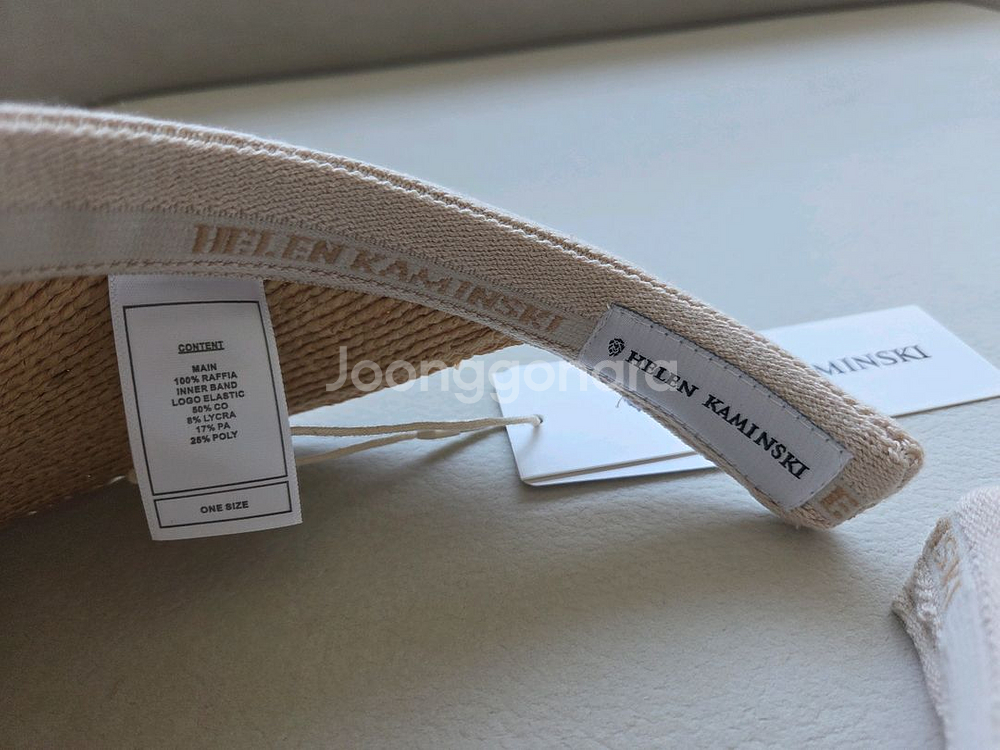 HELEN KAMINSKI
CONTENT
MAIN
100% RAFFIA
INNER BAND
LOGO ELASTIC
50% CO
8% LYCRA
17% PA
25% POLY
ONE SIZE
HELEN KAMINSKI
MINSKI
Joonggonara